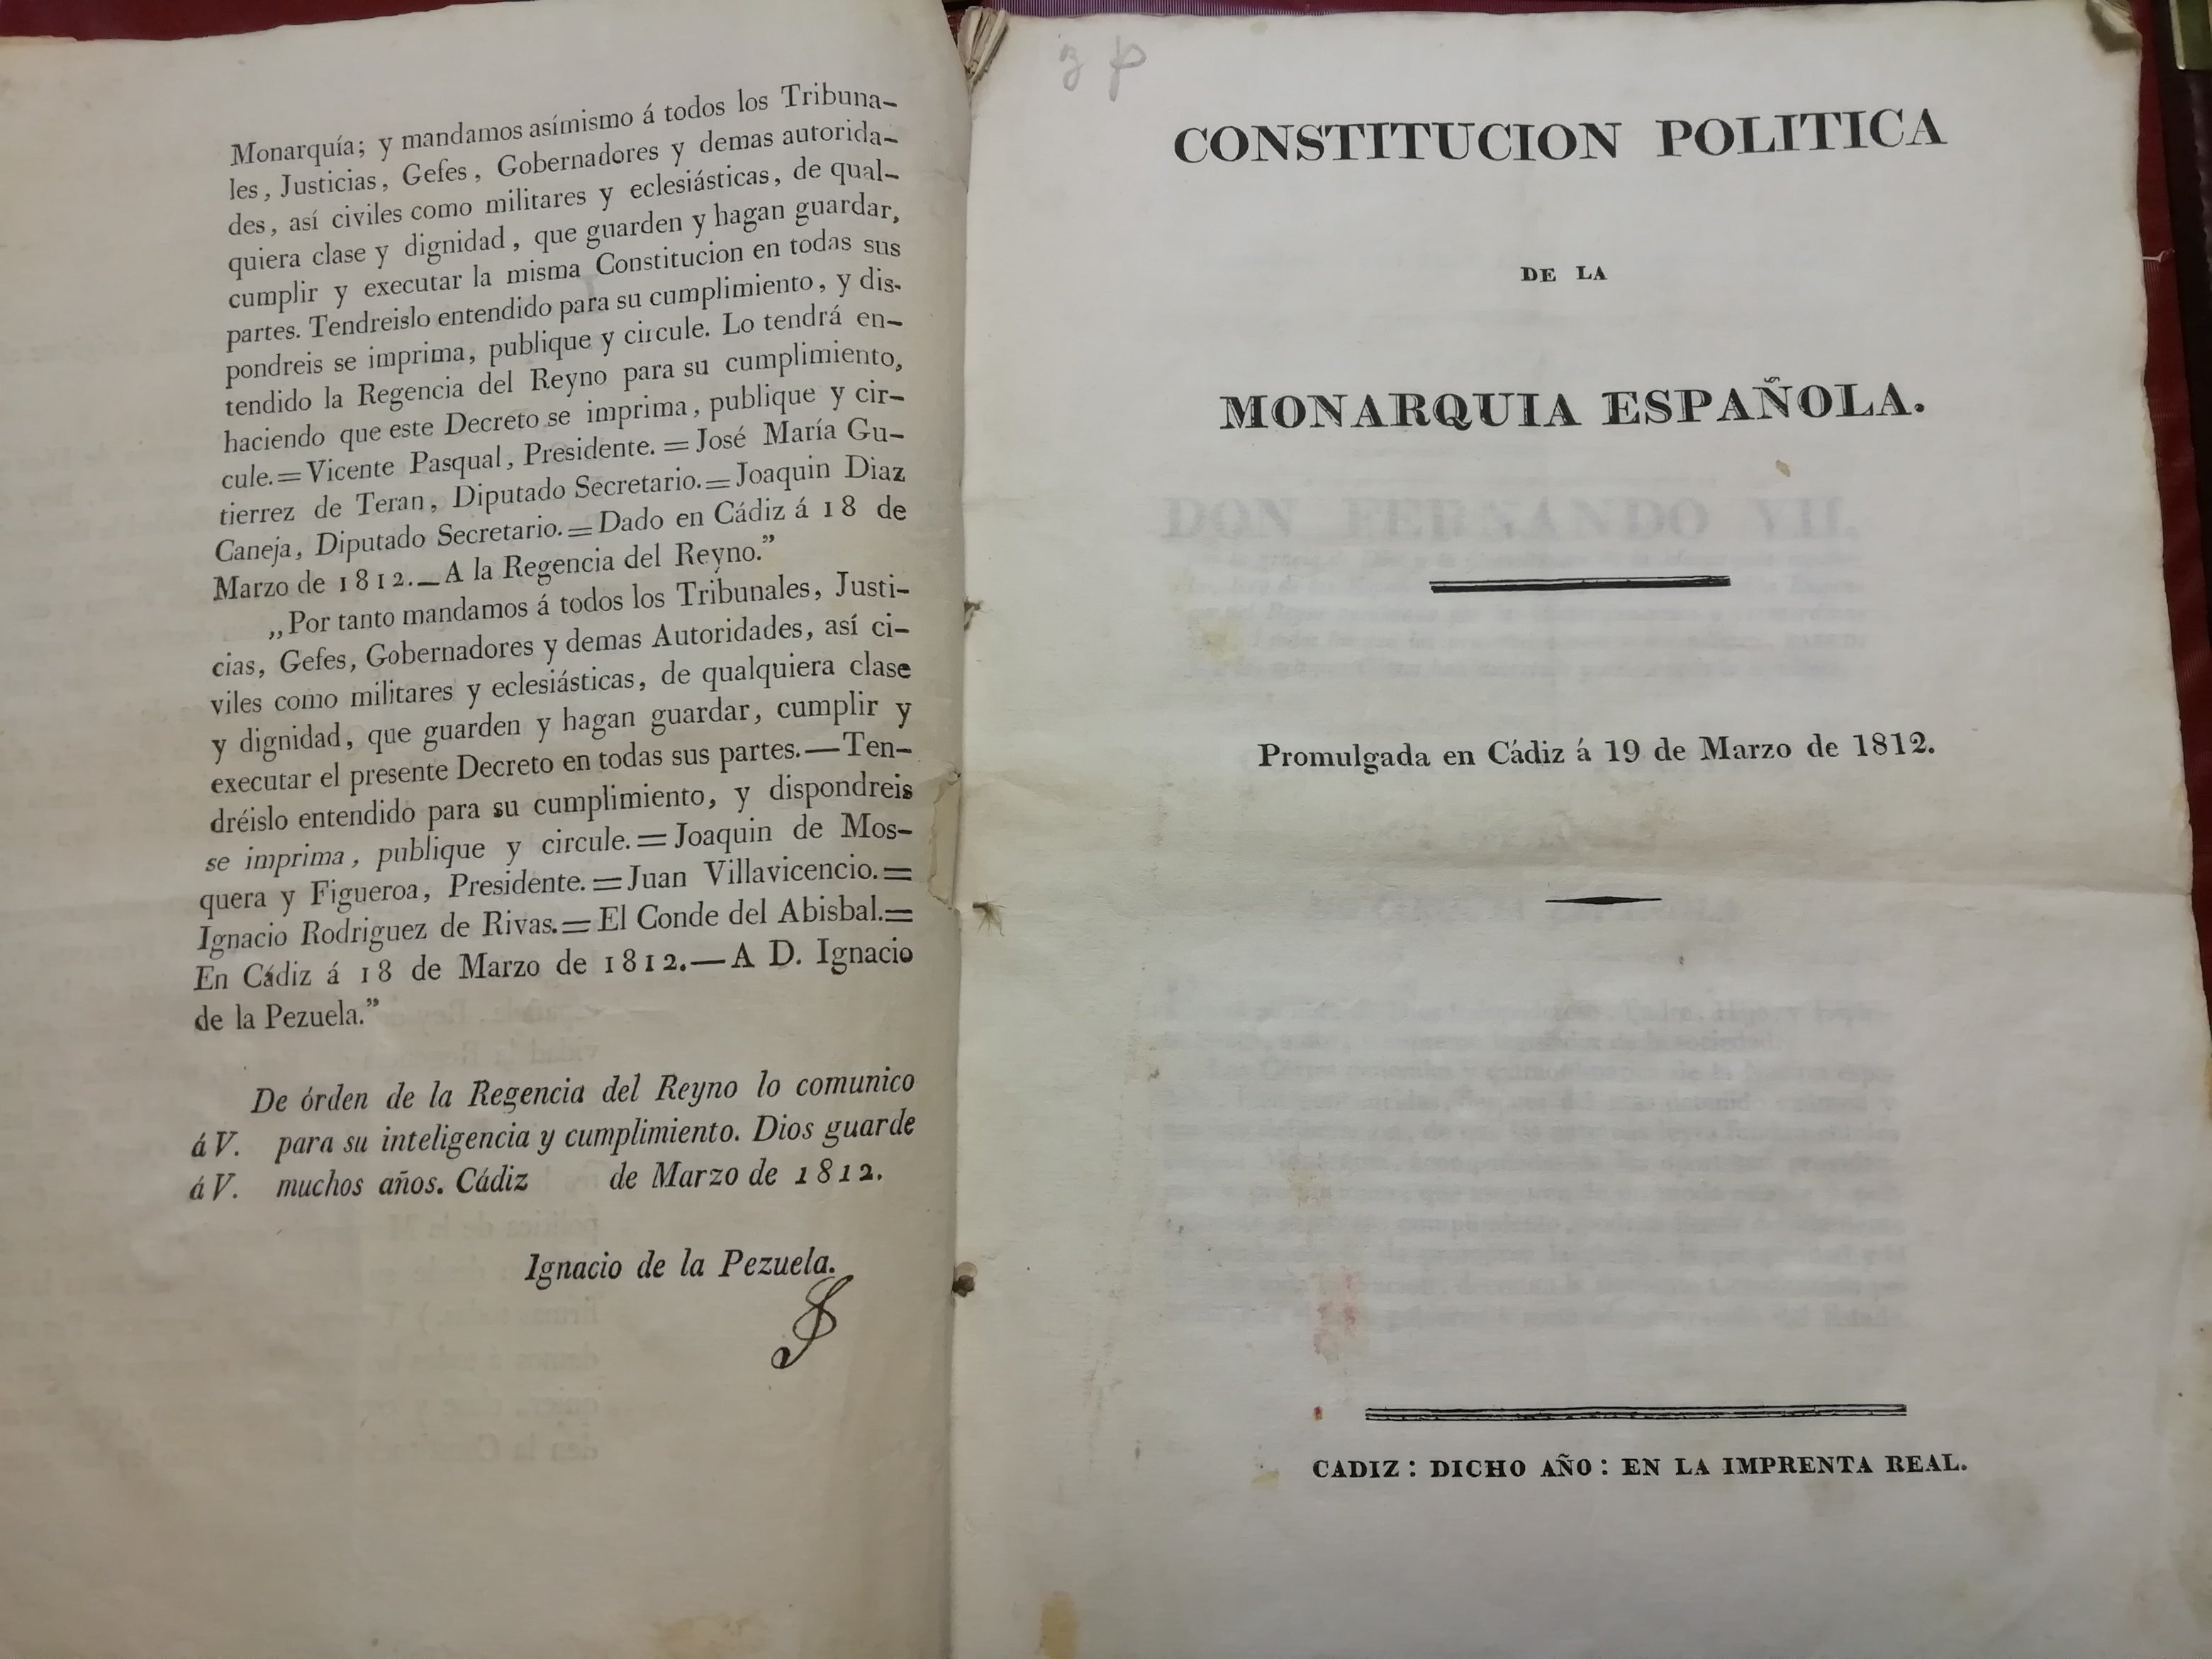 Monarquía; y mandamos asímismo á todos los Tribuna-
les, Justicias, Gefes, Gobernadores y demas autorida-
des, así civiles como militares y eclesiásticas, de qual-
quiera clase y dignidad, que guarden y hagan guardar,
cumplir y executar la misma Constitucion en todas sus
partes. Tendreislo entendido para su cumplimiento, y dis-
pondreis se imprima, publique y circule. Lo tendrá en-
tendido la Regencia del Reyno para su cumplimiento,
haciendo que este Decreto se imprima, publique y cir-
cule.=Vicente Pasqual, Presidente.=José María Gu-
tierrez de Teran, Diputado Secretario.=Joaquin Diaz
Caneja, Diputado Secretario.=Dado en Cádiz á 18 de
Marzo de 1812.—A la Regencia del Reyno.”
„Por tanto mandamos á todos los Tribunales, Justi-
cias, Gefes, Gobernadores y demas Autoridades, así ci-
viles como militares y eclesiásticas, de qualquiera clase
y dignidad, que guarden y hagan guardar, cumplir y
executar el presente Decreto en todas sus partes.—Ten-
dréislo entendido para su cumplimiento, y dispondreis
se imprima, publique y circule.=Joaquin de Mos-
quera y Figueroa, Presidente.=Juan Villavicencio.=
Ignacio Rodriguez de Rivas.=El Conde del Abisbal.=
En Cádiz á 18 de Marzo de 1812.—A D. Ignacio
de la Pezuela.”
De órden de la Regencia del Reyno lo comunico
á V. para su inteligencia y cumplimiento. Dios guarde
á V. muchos años. Cádiz de Marzo de 1812.
Ignacio de la Pezuela.
CONSTITUCION POLITICA
DE LA
MONARQUIA ESPAÑOLA.
DON FERNANDO VII.
Promulgada en Cádiz á 19 de Marzo de 1812.
CADIZ: DICHO AÑO: EN LA IMPRENTA REAL.